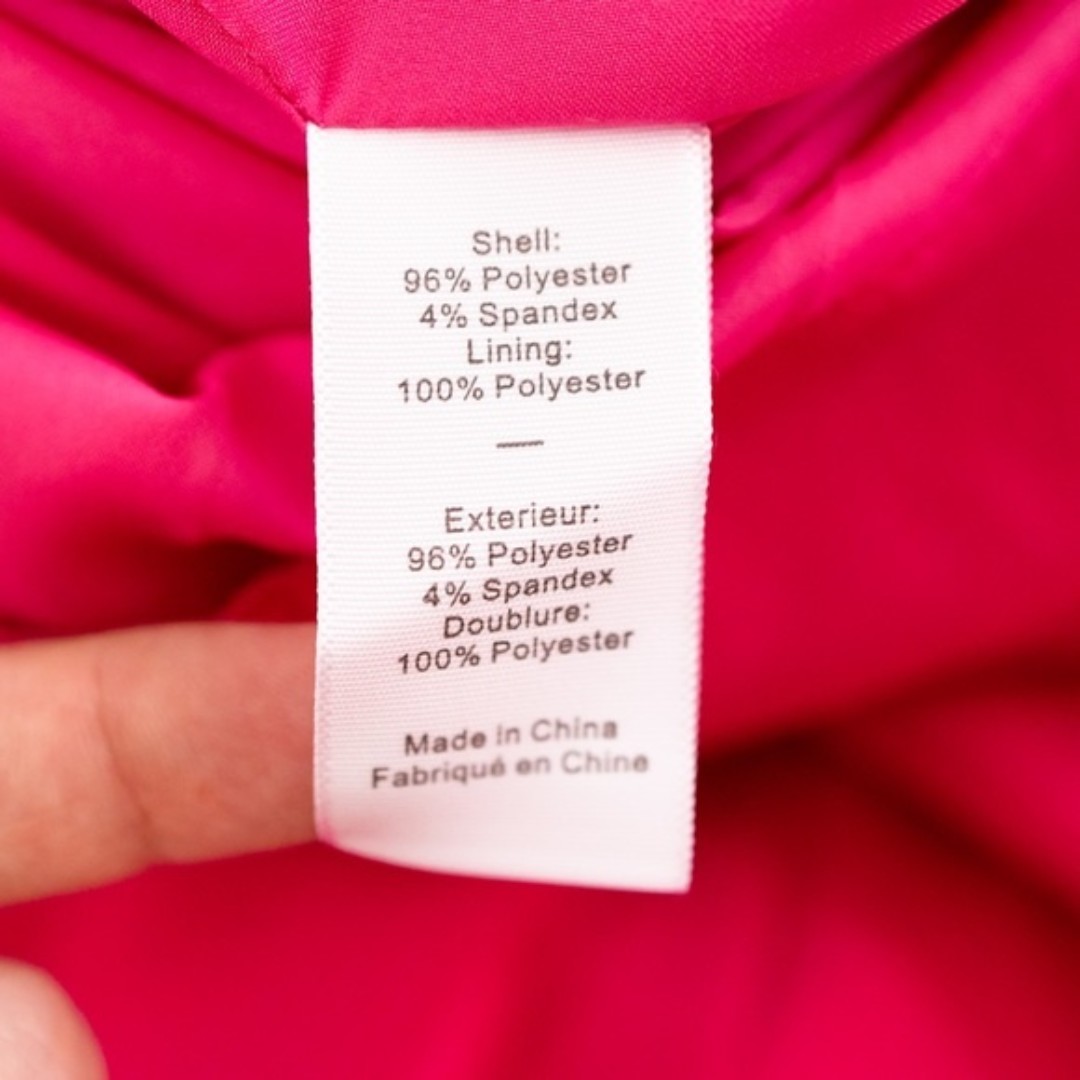 Shell:
96% Polyester
4% Spandex
Lining:
100% Polyester
—
Exterieur:
96% Polyester
4% Spandex
Doublure:
100% Polyester
Made in China
Fabriqué en Chine